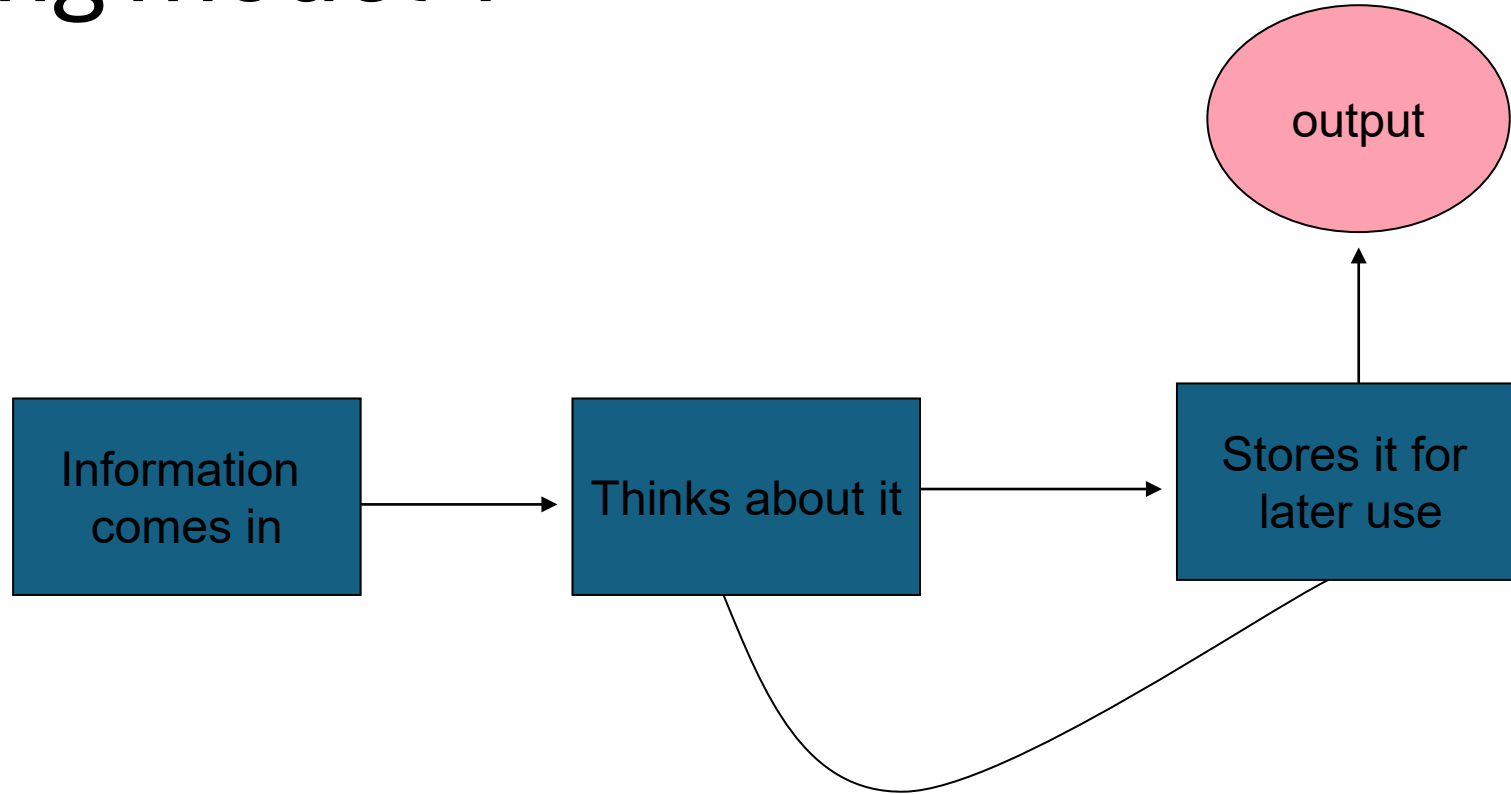 output
Information
comes in
Thinks about it
Stores it for
later use